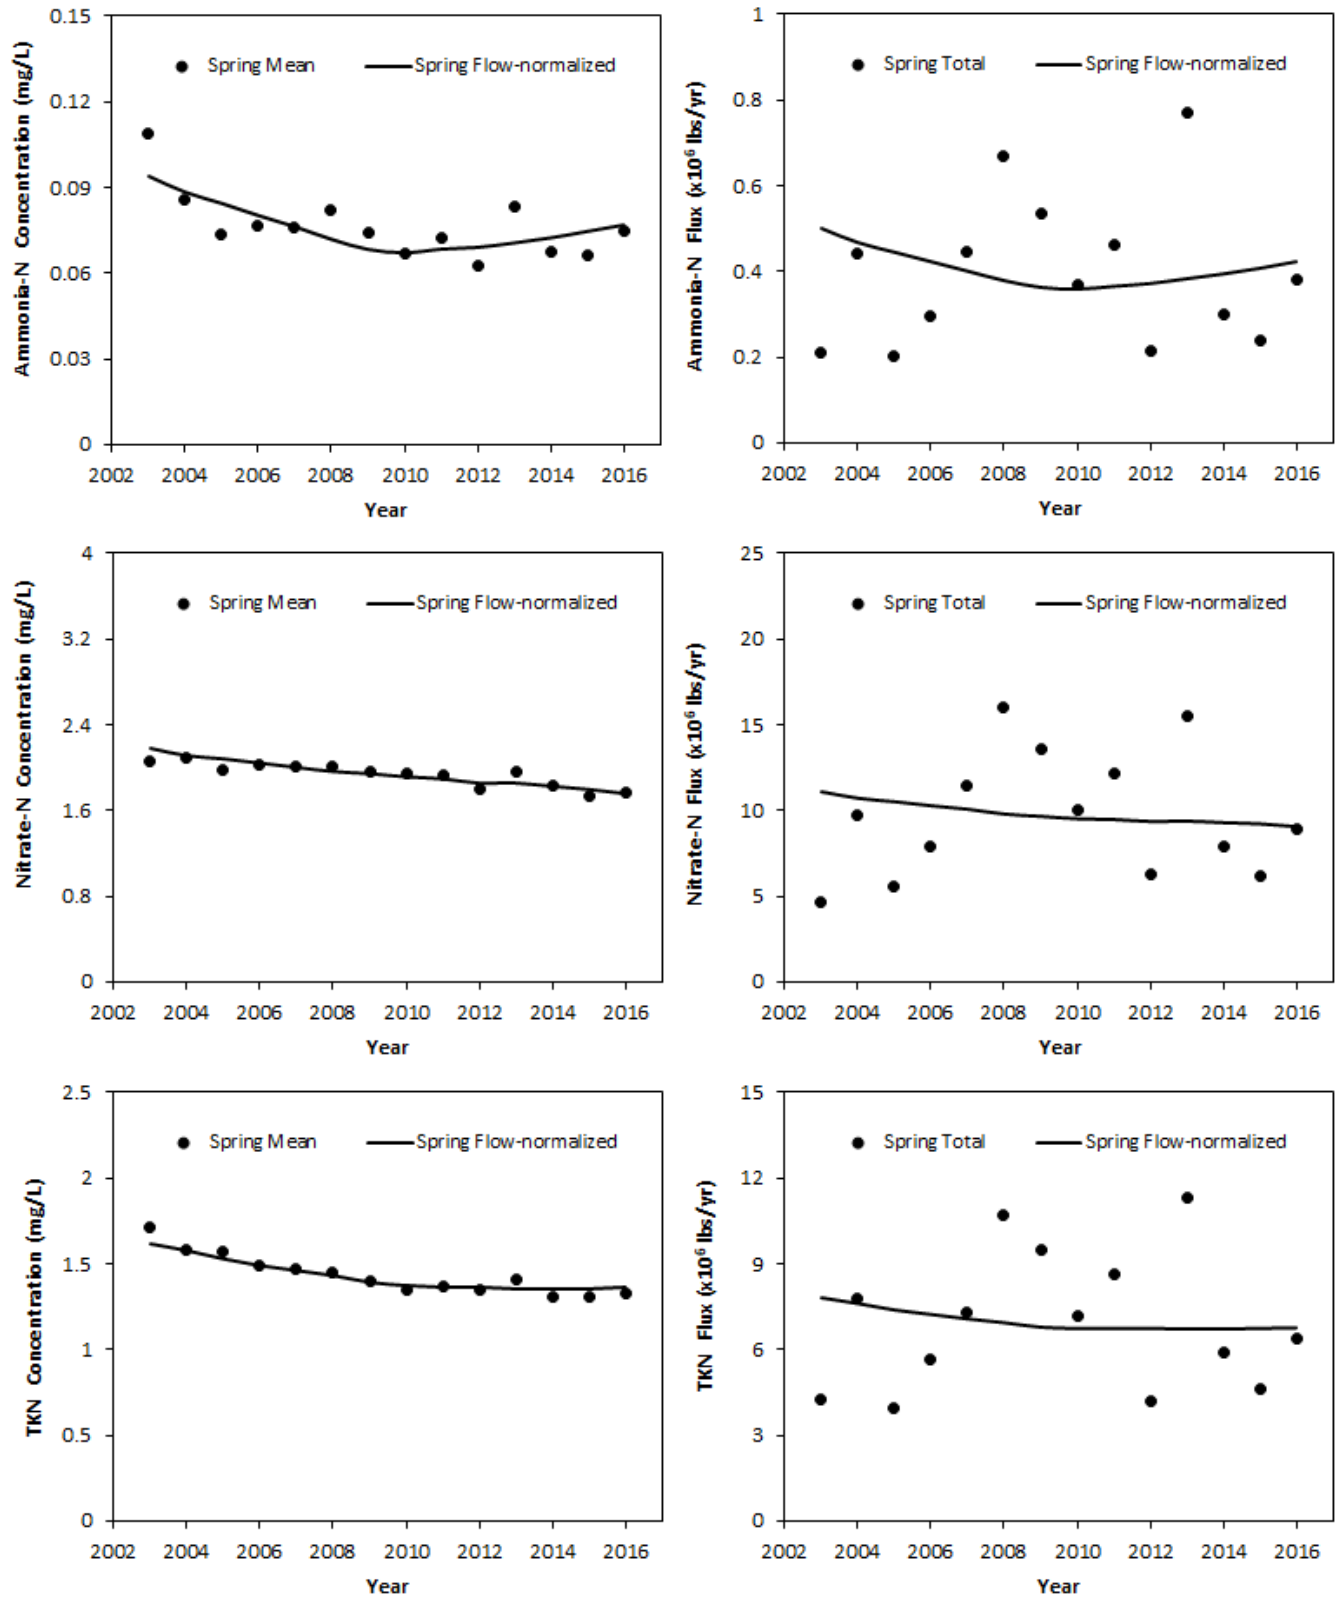 Ammonia-N Concentration (mg/L)
0.15
0.12
0.09
0.06
0.03
0
Spring Mean Spring Flow-normalized
2002 2004 2006 2008 2010 2012 2014 2016
Year
Ammonia-N Flux (x10⁶ lbs/yr)
1
0.8
0.6
0.4
0.2
0
Spring Total Spring Flow-normalized
2002 2004 2006 2008 2010 2012 2014 2016
Year
Nitrate-N Concentration (mg/L)
4
3.2
2.4
1.6
0.8
0
Spring Mean Spring Flow-normalized
2002 2004 2006 2008 2010 2012 2014 2016
Year
Nitrate-N Flux (x10⁶ lbs/yr)
25
20
15
10
5
0
Spring Total Spring Flow-normalized
2002 2004 2006 2008 2010 2012 2014 2016
Year
TKN Concentration (mg/L)
2.5
2
1.5
1
0.5
0
Spring Mean Spring Flow-normalized
2002 2004 2006 2008 2010 2012 2014 2016
Year
TKN Flux (x10⁶ lbs/yr)
15
12
9
6
3
0
Spring Total Spring Flow-normalized
2002 2004 2006 2008 2010 2012 2014 2016
Year